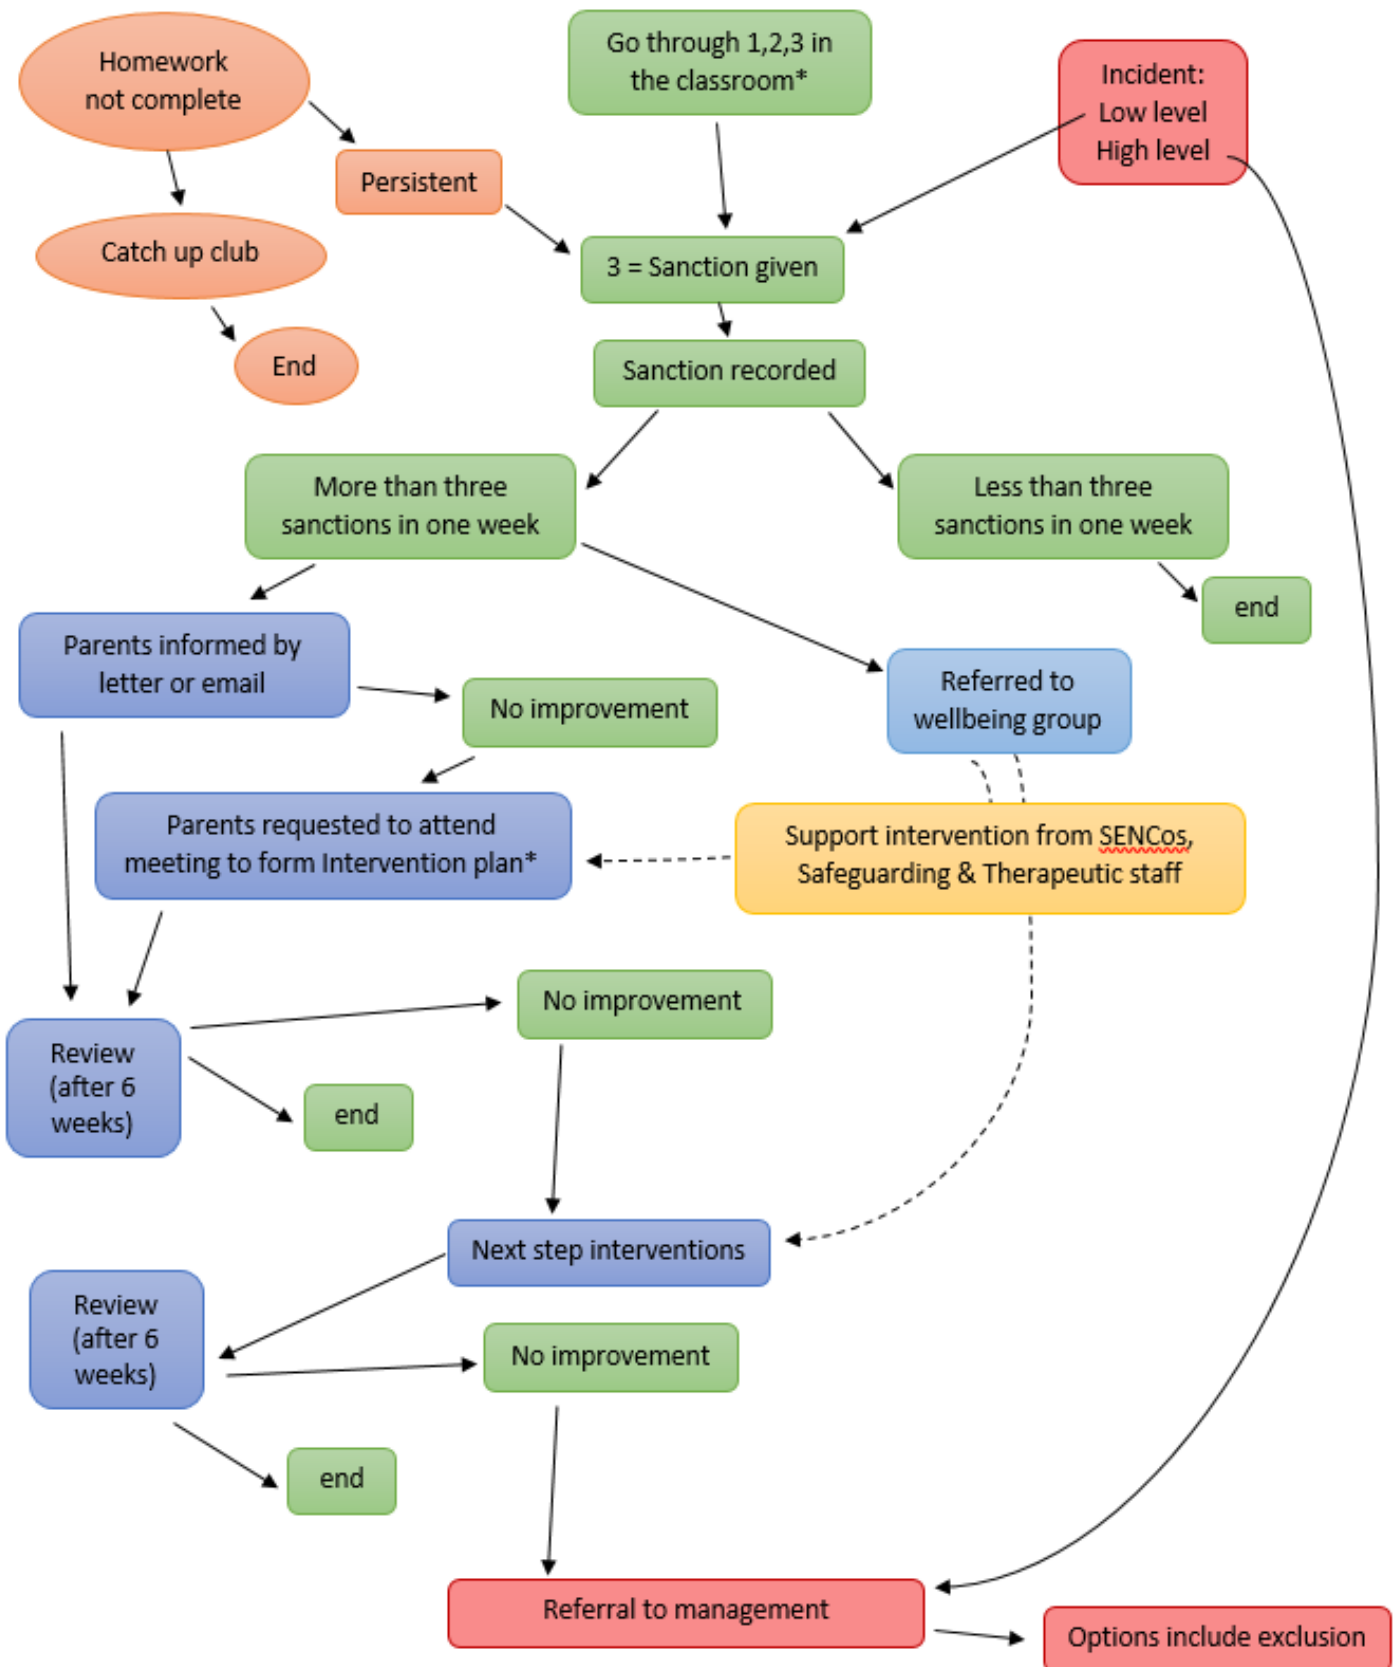 Homework
not complete
Go through 1,2,3 in
the classroom*
Incident:
Low level
High level
Persistent
Catch up club
3 = Sanction given
End
Sanction recorded
More than three
sanctions in one week
Less than three
sanctions in one week
end
Parents informed by
letter or email
No improvement
Referred to
wellbeing group
Parents requested to attend
meeting to form Intervention plan*
Support intervention from SENCos,
Safeguarding & Therapeutic staff
No improvement
Review
(after 6
weeks)
end
Next step interventions
Review
(after 6
weeks)
No improvement
end
Referral to management
Options include exclusion